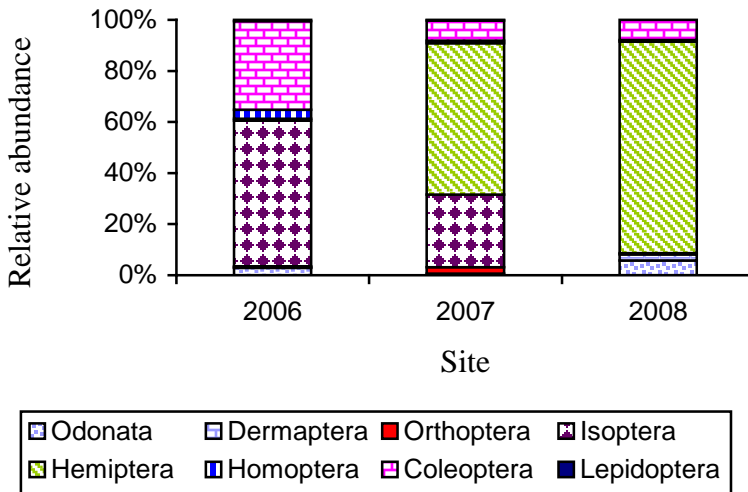 Relative abundance
100%
80%
60%
40%
20%
0%
2006 2007 2008
Site
Odonata Dermaptera Orthoptera Isoptera
Hemiptera Homoptera Coleoptera Lepidoptera